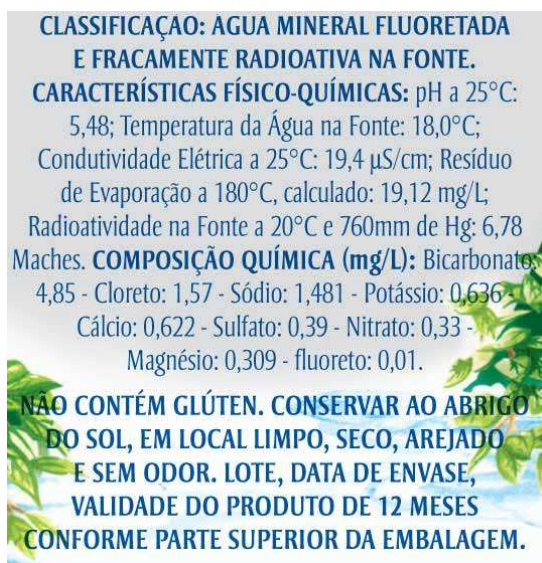 CLASSIFICAÇÃO: ÁGUA MINERAL FLUORETADA
E FRACAMENTE RADIOATIVA NA FONTE.
CARACTERÍSTICAS FÍSICO-QUÍMICAS: pH a 25°C:
5,48; Temperatura da Água na Fonte: 18,0°C;
Condutividade Elétrica a 25°C: 19,4 µS/cm; Resíduo
de Evaporação a 180°C, calculado: 19,12 mg/L;
Radioatividade na Fonte a 20°C e 760mm de Hg: 6,78
Maches. COMPOSIÇÃO QUÍMICA (mg/L): Bicarbonato:
4,85 - Cloreto: 1,57 - Sódio: 1,481 - Potássio: 0,636 -
Cálcio: 0,622 - Sulfato: 0,39 - Nitrato: 0,33 -
Magnésio: 0,309 - fluoreto: 0,01.
NÃO CONTÉM GLÚTEN. CONSERVAR AO ABRIGO
DO SOL, EM LOCAL LIMPO, SECO, AREJADO
E SEM ODOR. LOTE, DATA DE ENVASE,
VALIDADE DO PRODUTO DE 12 MESES
CONFORME PARTE SUPERIOR DA EMBALAGEM.